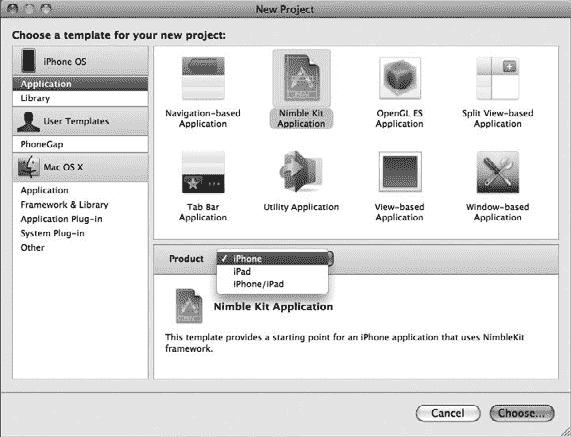 New Project
Choose a template for your new project:
iPhone OS
Application
Library
User Templates
PhoneGap
Mac OS X
Application
Framework & Library
Application Plug-in
System Plug-in
Other
Navigation-based
Application
Nimble Kit
Application
OpenGL ES
Application
Split View-based
Application
Tab Bar
Application
Utility Application
View-based
Application
Window-based
Application
Product
✓ iPhone
iPad
iPhone/iPad
Nimble Kit Application
This template provides a starting point for an iPhone application that uses NimbleKit
framework.
Cancel
Choose...